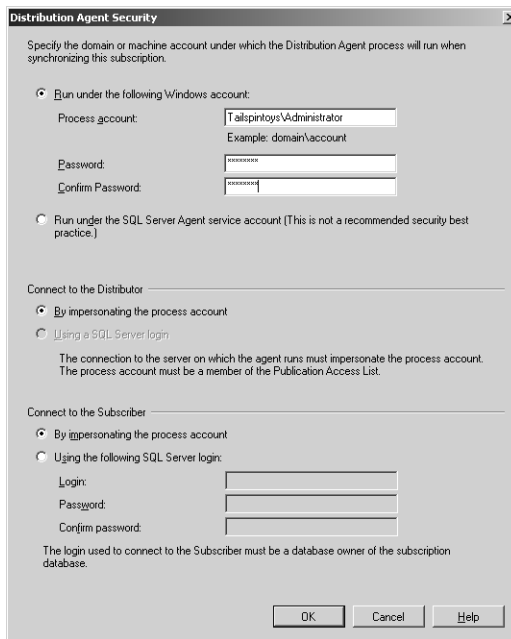 Distribution Agent Security
Specify the domain or machine account under which the Distribution Agent process will run when
synchronizing this subscription.
Run under the following Windows account:
Process account:
Tailspintoys\Administrator
Example: domain\account
Password:
********
Confirm Password:
********
Run under the SQL Server Agent service account (This is not a recommended security best
practice.)
Connect to the Distributor
By impersonating the process account
Using a SQL Server login
The connection to the server on which the agent runs must impersonate the process account.
The process account must be a member of the Publication Access List.
Connect to the Subscriber
By impersonating the process account
Using the following SQL Server login:
Login:
Password:
Confirm password:
The login used to connect to the Subscriber must be a database owner of the subscription
database.
OK Cancel Help